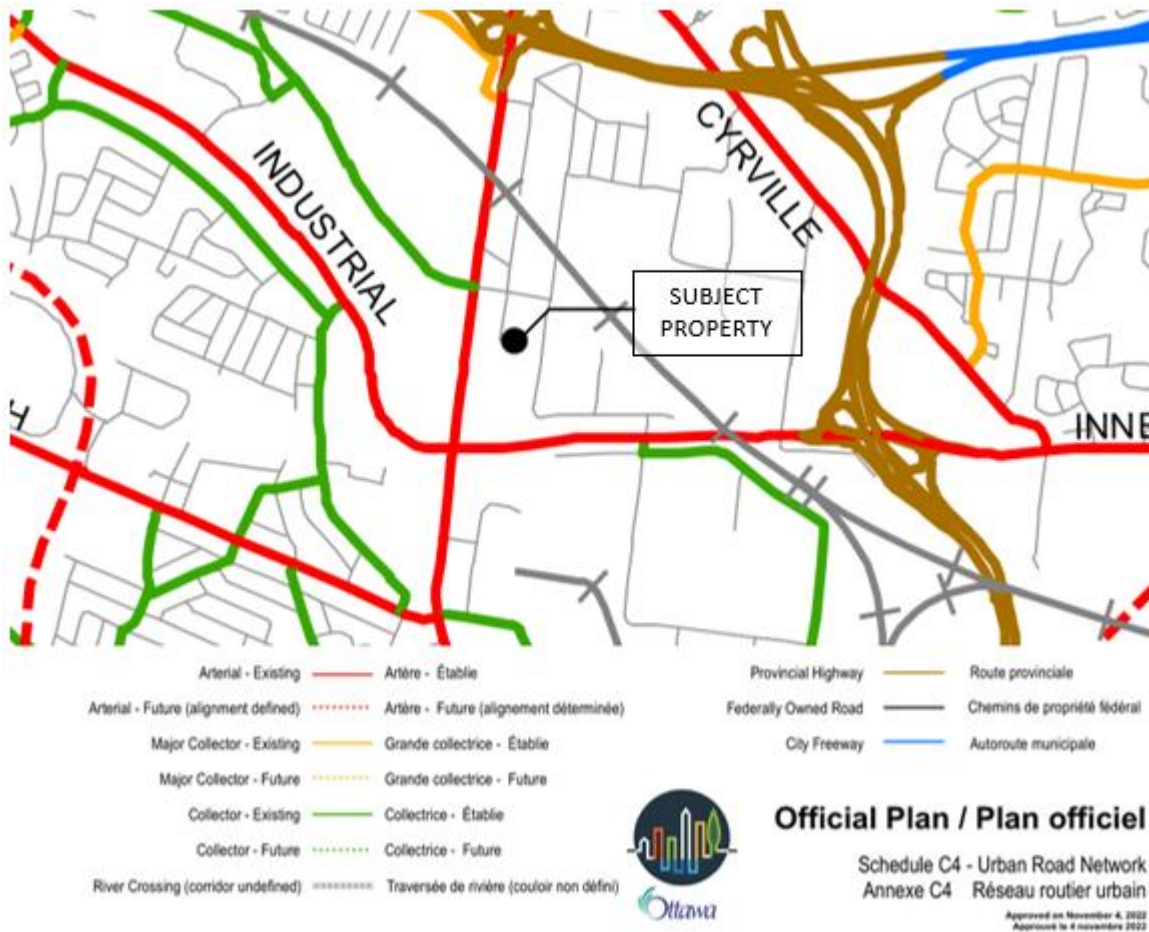 INDUSTRIAL
CYRVILLE
SUBJECT
PROPERTY
H
INNE
Arterial - Existing Artère - Établie
Arterial - Future (alignment defined) Artère - Future (alignement déterminée)
Major Collector - Existing Grande collectrice - Établie
Major Collector - Future Grande collectrice - Future
Collector - Existing Collectrice - Établie
Collector - Future Collectrice - Future
River Crossing (corridor undefined) Traversée de rivière (couloir non défini)
Provincial Highway Route provinciale
Federally Owned Road Chemins de propriété fédéral
City Freeway Autoroute municipale
Ottawa
Official Plan / Plan officiel
Schedule C4 - Urban Road Network
Annexe C4 Réseau routier urbain
Approved on November 4, 2022
Approuvé le 4 novembre 2022